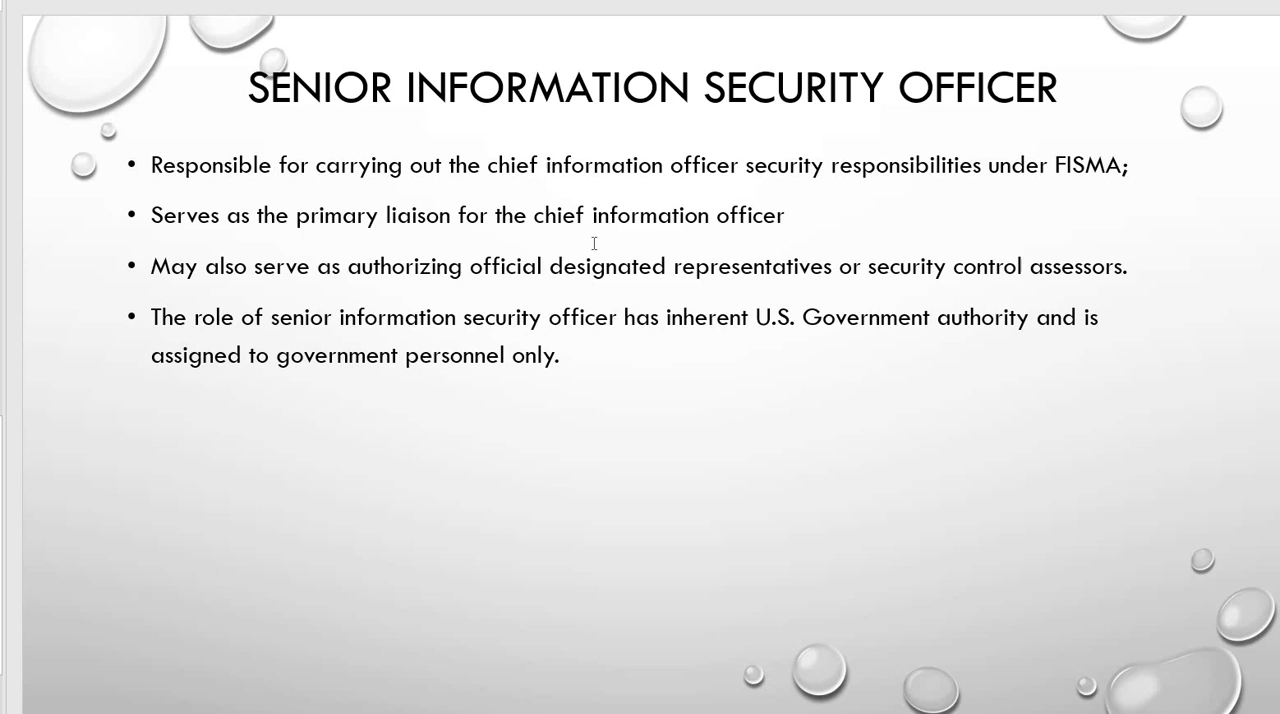 SENIOR INFORMATION SECURITY OFFICER
• Responsible for carrying out the chief information officer security responsibilities under FISMA;
• Serves as the primary liaison for the chief information officer
• May also serve as authorizing official designated representatives or security control assessors.
• The role of senior information security officer has inherent U.S. Government authority and is
assigned to government personnel only.